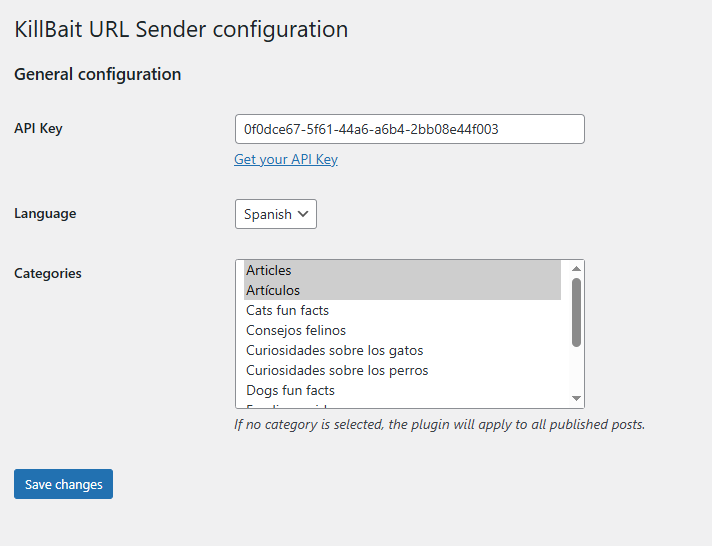 KillBait URL Sender configuration
General configuration
API Key
0f0dce67-5f61-44a6-a6b4-2bb08e44f003
Get your API Key
Language
Spanish
Categories
Articles
Artículos
Cats fun facts
Consejos felinos
Curiosidades sobre los gatos
Curiosidades sobre los perros
Dogs fun facts
If no category is selected, the plugin will apply to all published posts.
Save changes